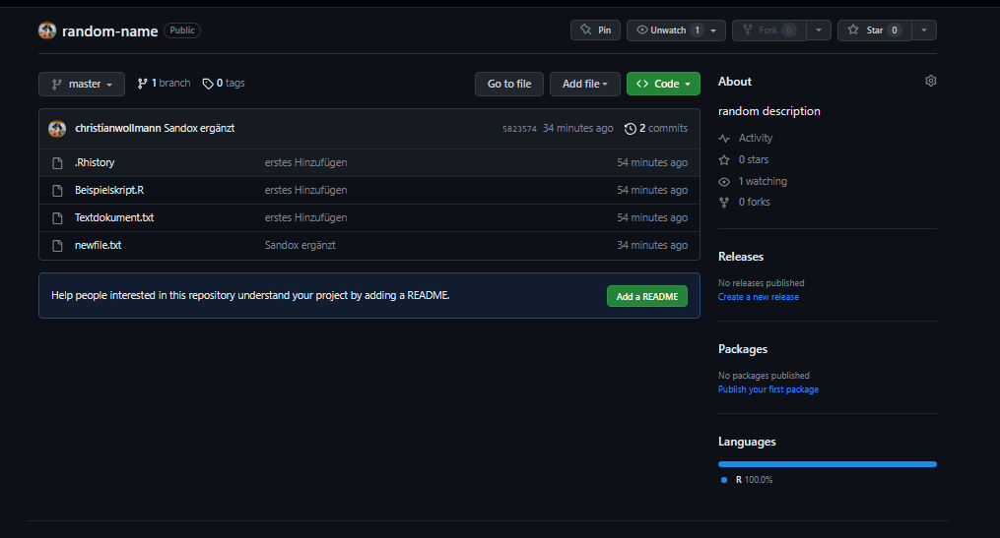 random-name Public Pin Unwatch 1 Fork 0 Star 0
master 1 branch 0 tags Go to file Add file Code
christianwollmann Sandox ergänzt 5823574 34 minutes ago 2 commits
.Rhistory erstes Hinzufügen 54 minutes ago
Beispielskript.R erstes Hinzufügen 54 minutes ago
Textdokument.txt erstes Hinzufügen 54 minutes ago
newfile.txt Sandox ergänzt 34 minutes ago
Help people interested in this repository understand your project by adding a README. Add a README
About
random description
Activity
0 stars
1 watching
0 forks
Releases
No releases published
Create a new release
Packages
No packages published
Publish your first package
Languages
R 100.0%